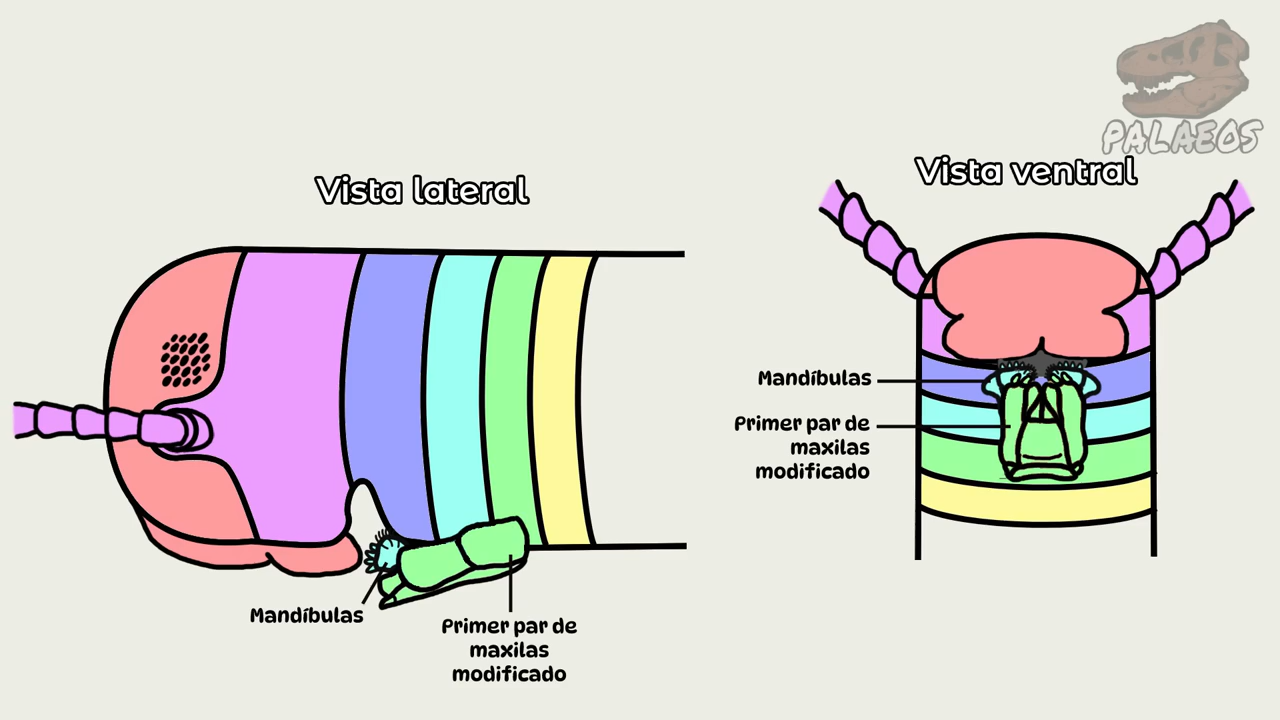 PALAEOS
Vista lateral
Vista ventral
Mandíbulas
Primer par de
maxilas
modificado
Mandíbulas
Primer par de
maxilas
modificado